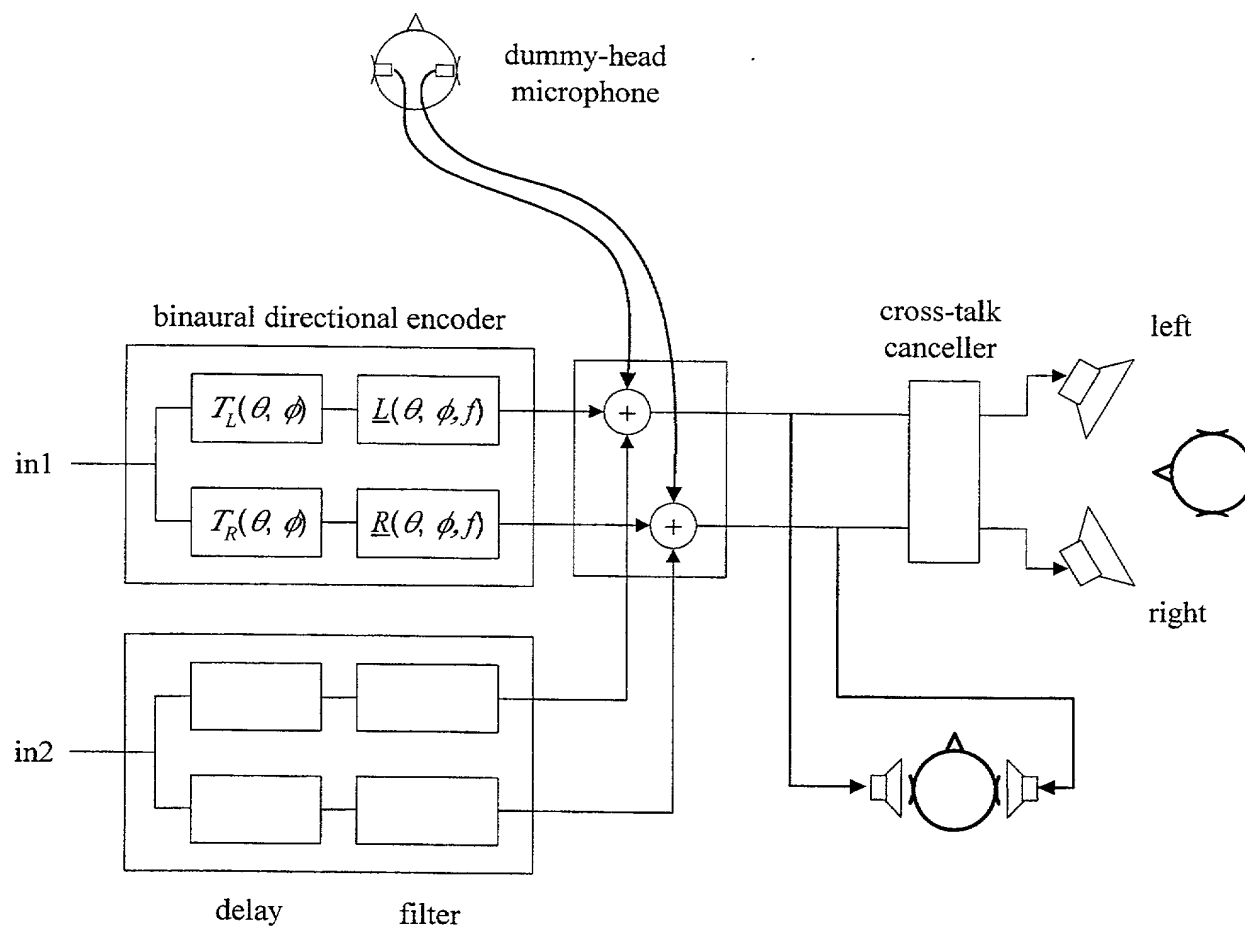 dummy-head
microphone
binaural directional encoder
cross-talk
canceller
left
in1
T_L(θ, ϕ)
L(θ, ϕ, f)
+
T_R(θ, ϕ)
R(θ, ϕ, f)
+
right
in2
delay
filter